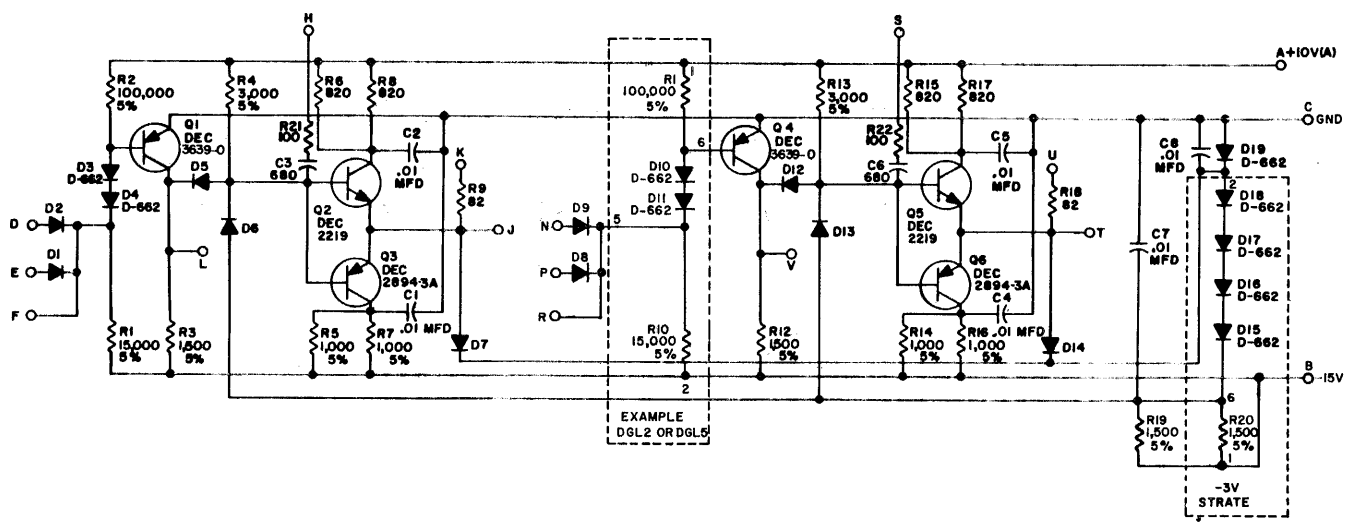 H
S
A+10V(A)
R2
100,000
5%
R4
3,000
5%
R6
820
R8
820
R1
100,000
5%
1
R13
3,000
5%
R15
820
R17
820
C
GND
Q1
DEC
3639-0
R21
100
C3
680
C2
.01
MFD
K
R9
82
6
Q4
DEC
3639-0
R22
100
C6
680
C5
.01
MFD
U
R18
82
C8
.01
MFD
D19
D-662
D3
D-662
D4
D-662
D5
D10
D-662
D11
D-662
D12
2
D18
D-662
D
D2
D1
E
F
L
D6
Q2
DEC
2219
J
N
D9
5
D8
P
R
V
D13
Q5
DEC
2219
T
C7
.01
MFD
D17
D-662
D16
D-662
D15
D-662
Q3
DEC
2894-3A
C1
.01 MFD
Q6
DEC
2894-3A
C4
.01 MFD
R1
15,000
5%
R3
1,500
5%
R5
1,000
5%
R7
1,000
5%
D7
R10
15,000
5%
2
R12
1,500
5%
R14
1,000
5%
R16
1,000
5%
D14
B
-15V
EXAMPLE
DGL2 OR DGL5
6
R19
1,500
5%
R20
1,500
5%
1
-3V
STRATE